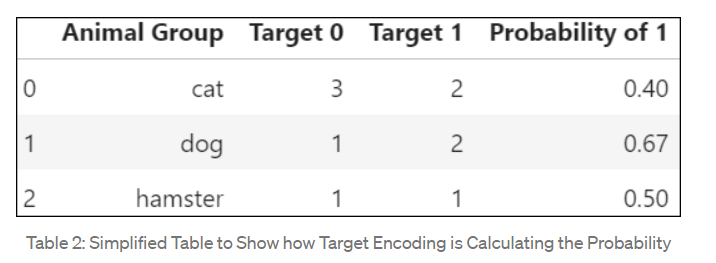 Animal Group Target 0 Target 1 Probability of 1
0 cat 3 2 0.40
1 dog 1 2 0.67
2 hamster 1 1 0.50
Table 2: Simplified Table to Show how Target Encoding is Calculating the Probability